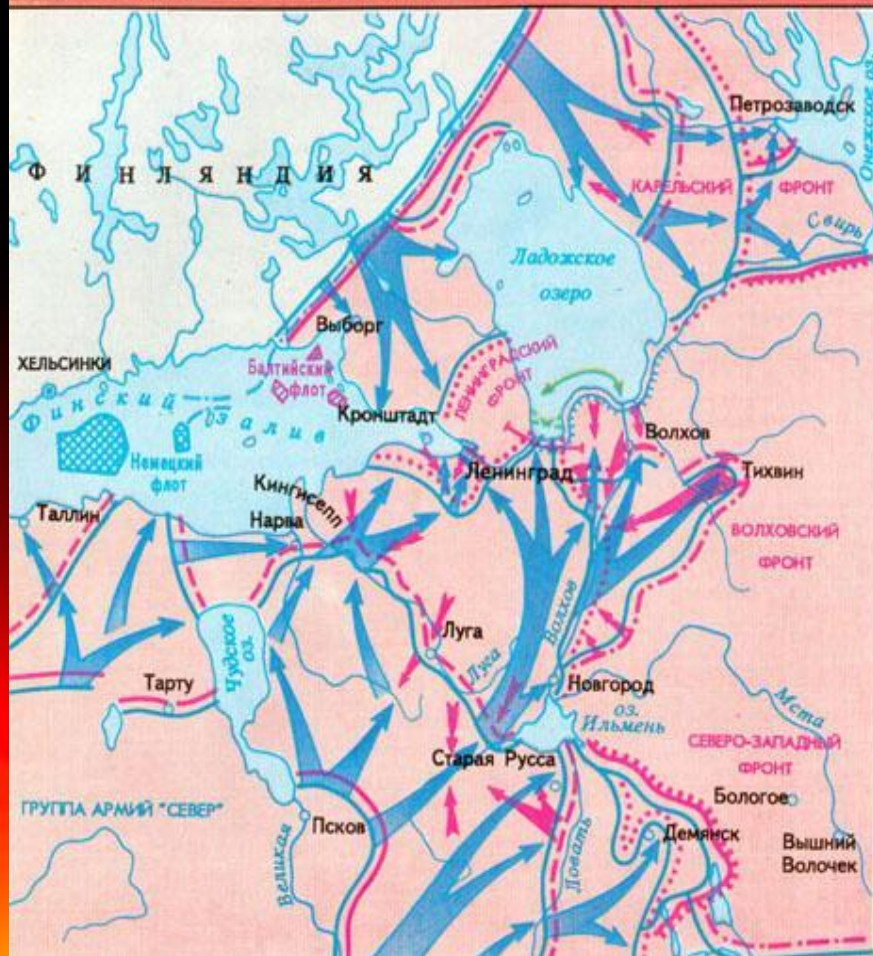 Петрозаводск
Онежское оз.
ФИНЛЯНДИЯ
КАРЕЛЬСКИЙ
ФРОНТ
Свирь
Ладожское
озеро
Выборг
ХЕЛЬСИНКИ
Балтийский
флот
ЛЕНИНГРАДСКИЙ
ФРОНТ
Финский
залив
Кронштадт
Волхов
Немецкий
флот
Ленинград
Тихвин
Кингисепп
Таллин
Нарва
ВОЛХОВСКИЙ
ФРОНТ
Волхов
Луга
Чудское
оз.
Луга
Тарту
Новгород
оз.
Ильмень
Мста
Старая Русса
СЕВЕРО-ЗАПАДНЫЙ
ФРОНТ
ГРУППА АРМИЙ "СЕВЕР"
Бологое
Псков
Великая
Ловать
Демянск
Вышний
Волочек